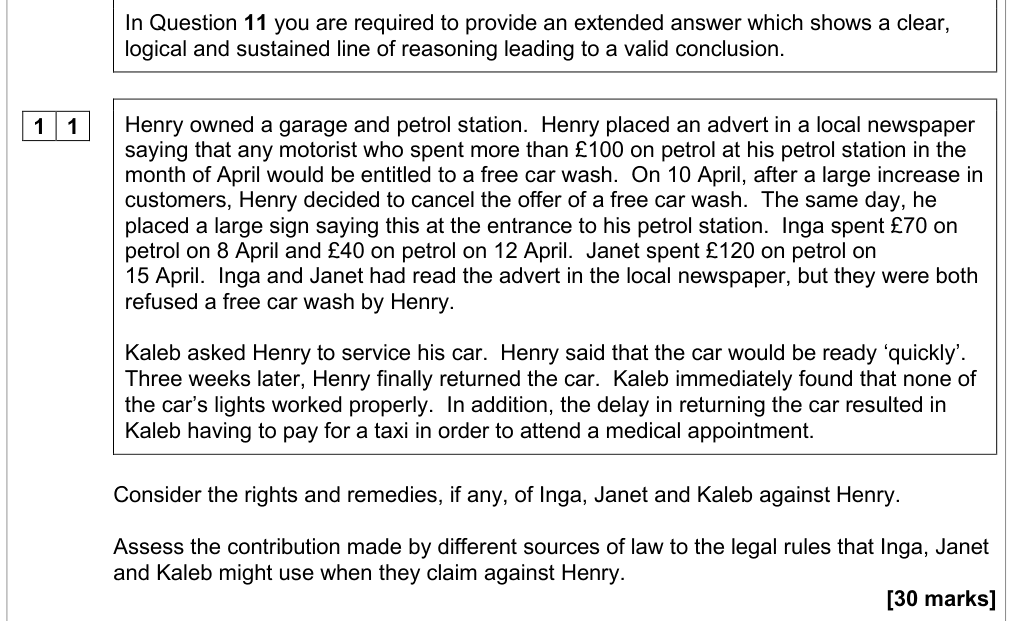 In Question 11 you are required to provide an extended answer which shows a clear,
logical and sustained line of reasoning leading to a valid conclusion.
1 1
Henry owned a garage and petrol station. Henry placed an advert in a local newspaper
saying that any motorist who spent more than £100 on petrol at his petrol station in the
month of April would be entitled to a free car wash. On 10 April, after a large increase in
customers, Henry decided to cancel the offer of a free car wash. The same day, he
placed a large sign saying this at the entrance to his petrol station. Inga spent £70 on
petrol on 8 April and £40 on petrol on 12 April. Janet spent £120 on petrol on
15 April. Inga and Janet had read the advert in the local newspaper, but they were both
refused a free car wash by Henry.
Kaleb asked Henry to service his car. Henry said that the car would be ready ‘quickly’.
Three weeks later, Henry finally returned the car. Kaleb immediately found that none of
the car’s lights worked properly. In addition, the delay in returning the car resulted in
Kaleb having to pay for a taxi in order to attend a medical appointment.
Consider the rights and remedies, if any, of Inga, Janet and Kaleb against Henry.
Assess the contribution made by different sources of law to the legal rules that Inga, Janet
and Kaleb might use when they claim against Henry.
[30 marks]